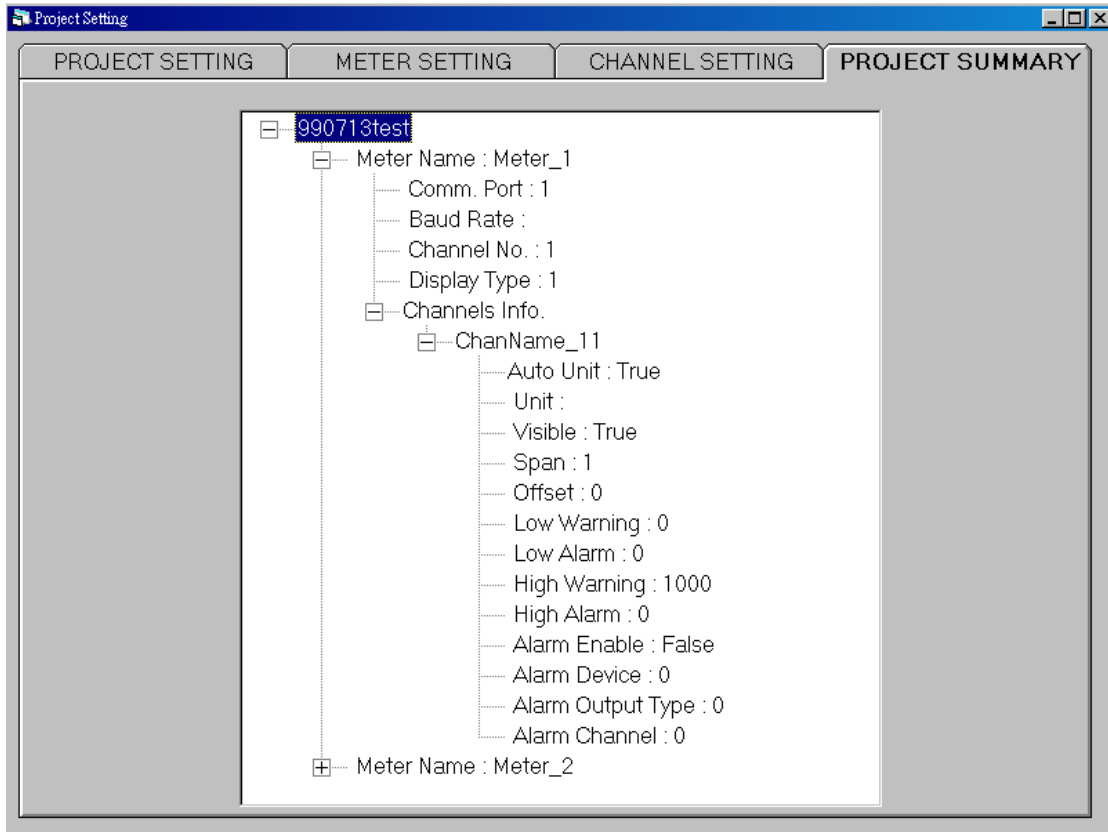 Project Setting
PROJECT SETTING METER SETTING CHANNEL SETTING PROJECT SUMMARY
990713test
Meter Name : Meter_1
Comm. Port : 1
Baud Rate :
Channel No. : 1
Display Type : 1
Channels Info.
ChanName_11
Auto Unit : True
Unit :
Visible : True
Span : 1
Offset : 0
Low Warning : 0
Low Alarm : 0
High Warning : 1000
High Alarm : 0
Alarm Enable : False
Alarm Device : 0
Alarm Output Type : 0
Alarm Channel : 0
Meter Name : Meter_2